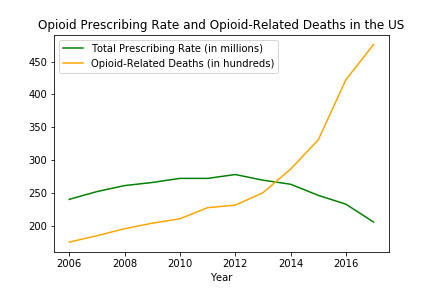 Opioid Prescribing Rate and Opioid-Related Deaths in the US
Total Prescribing Rate (in millions)
Opioid-Related Deaths (in hundreds)
450
400
350
300
250
200
2006 2008 2010 2012 2014 2016
Year